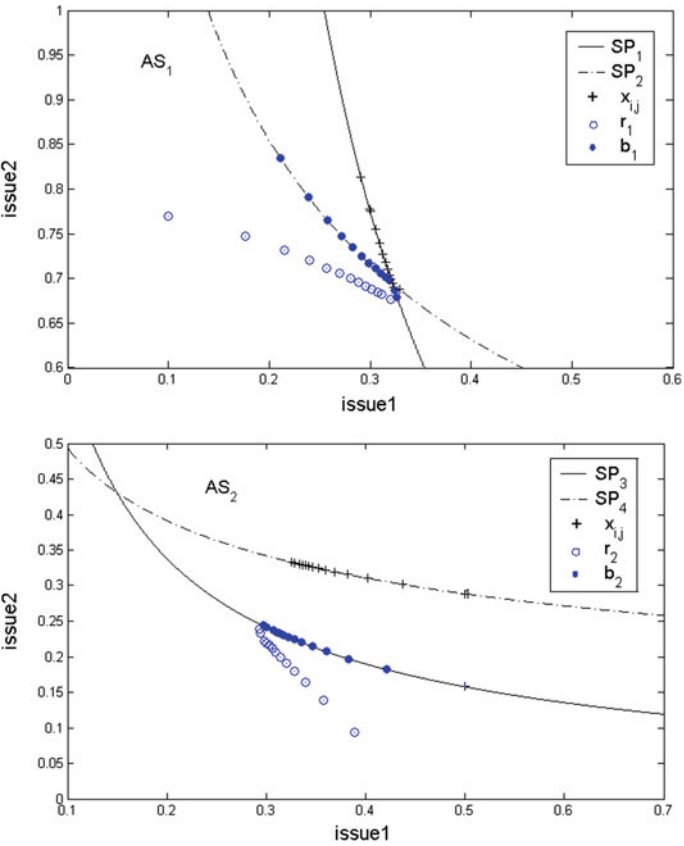 1
0.95
0.9
0.85
0.8
0.75
0.7
0.65
0.6
issue2
AS1
SP1
SP2
xi,j
r1
b1
0 0.1 0.2 0.3 0.4 0.5 0.6
issue1
0.5
0.45
0.4
0.35
0.3
0.25
0.2
0.15
0.1
0.05
0
issue2
AS2
SP3
SP4
xi,j
r2
b2
0.1 0.2 0.3 0.4 0.5 0.6 0.7
issue1